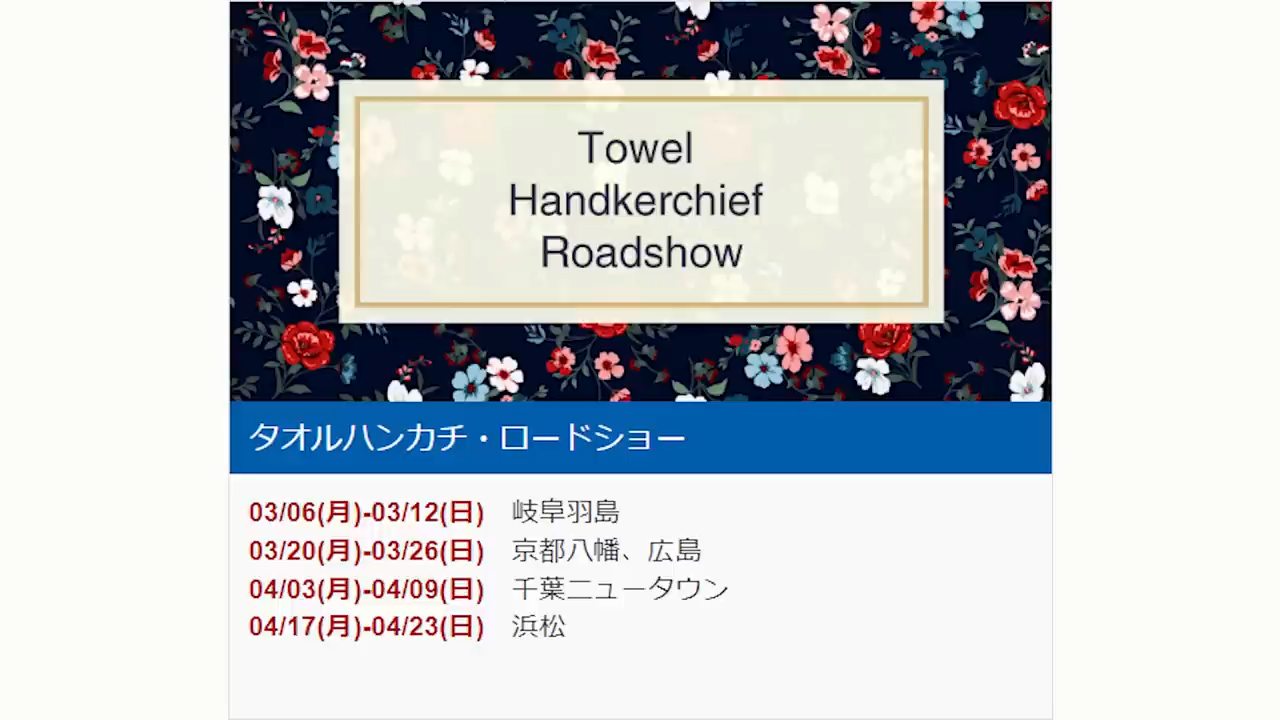 Towel
Handkerchief
Roadshow
タオルハンカチ・ロードショー
03/06(月)-03/12(日) 岐阜羽島
03/20(月)-03/26(日) 京都八幡、広島
04/03(月)-04/09(日) 千葉ニュータウン
04/17(月)-04/23(日) 浜松